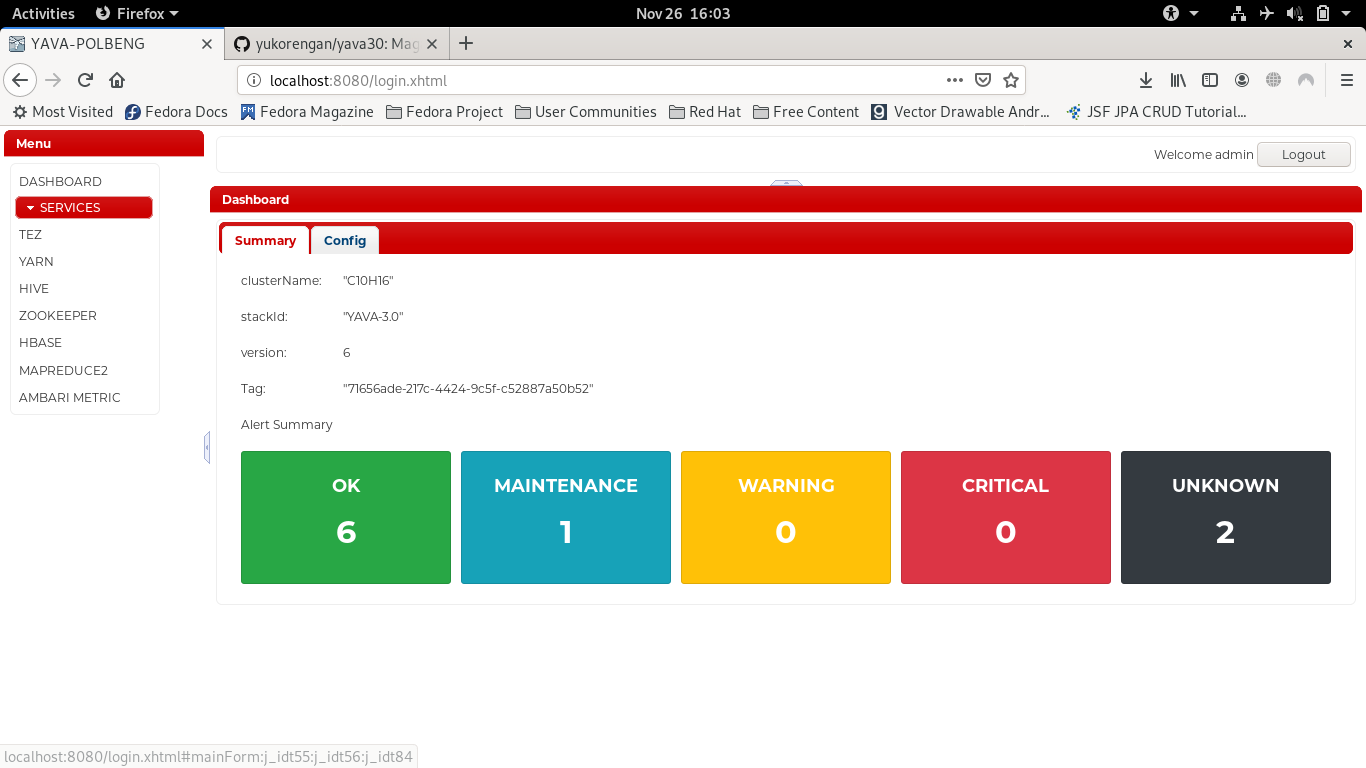 Activities Firefox Nov 26 16:03
YAVA-POLBENG yukorengan/yava30: Mag
localhost:8080/login.xhtml
Most Visited Fedora Docs Fedora Magazine Fedora Project User Communities Red Hat Free Content Vector Drawable Andr... JSF JPA CRUD Tutorial...
Menu
Welcome admin Logout
DASHBOARD
SERVICES
TEZ
YARN
HIVE
ZOOKEEPER
HBASE
MAPREDUCE2
AMBARI METRIC
Dashboard
Summary Config
clusterName: "C10H16"
stackId: "YAVA-3.0"
version: 6
Tag: "71656ade-217c-4424-9c5f-c52887a50b52"
Alert Summary
OK MAINTENANCE WARNING CRITICAL UNKNOWN
6 1 0 0 2
localhost:8080/login.xhtml#mainForm:j_idt55:j_idt56:j_idt84